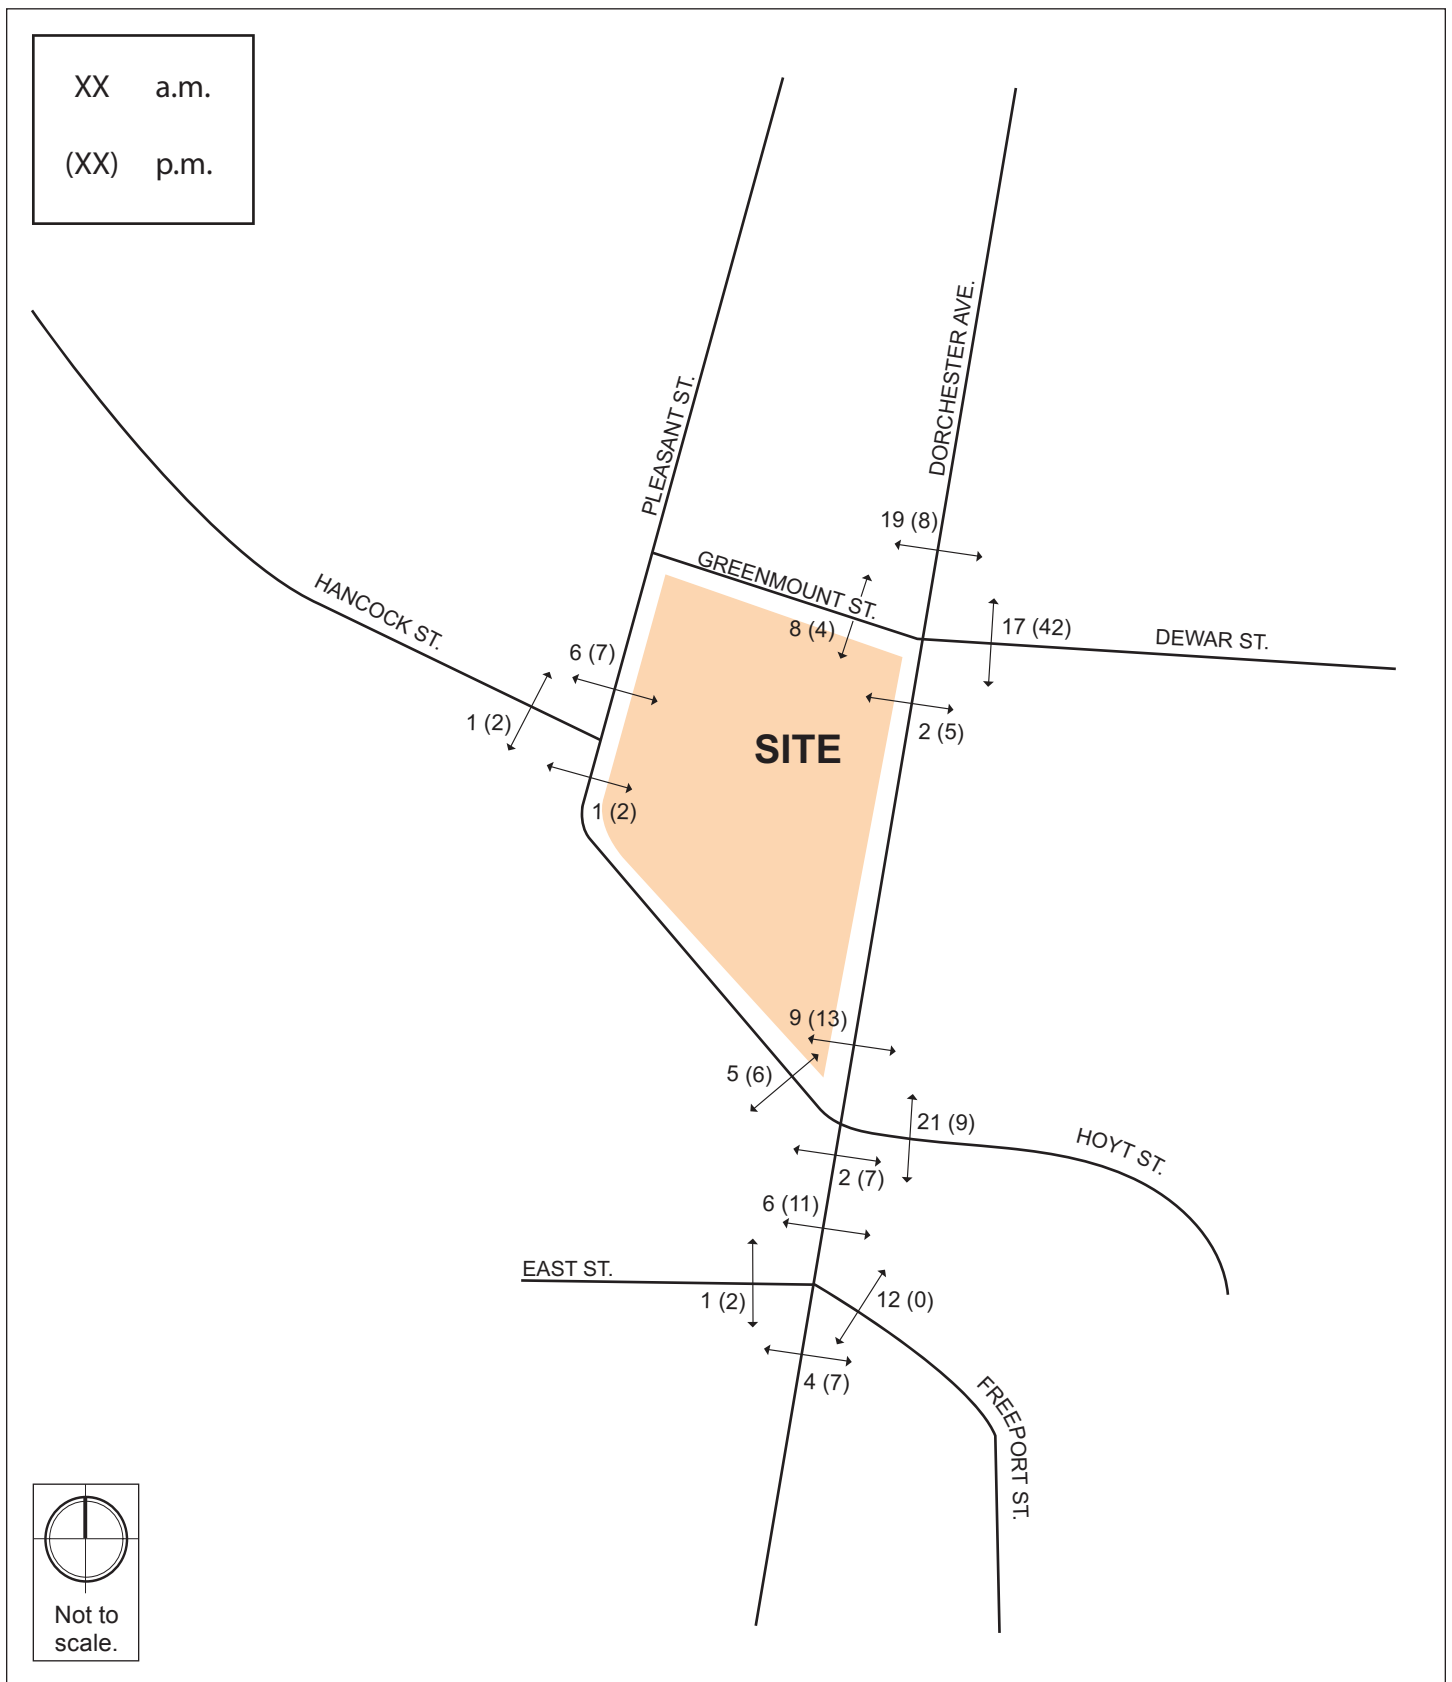 XX a.m.
(XX) p.m.
PLEASANT ST.
DORCHESTER AVE.
19 (8)
GREENMOUNT ST.
HANCOCK ST.
8 (4)
17 (42)
DEWAR ST.
6 (7)
1 (2)
2 (5)
SITE
1 (2)
9 (13)
5 (6)
21 (9)
HOYT ST.
2 (7)
6 (11)
EAST ST.
1 (2)
12 (0)
4 (7)
FREEPORT ST.
Not to
scale.